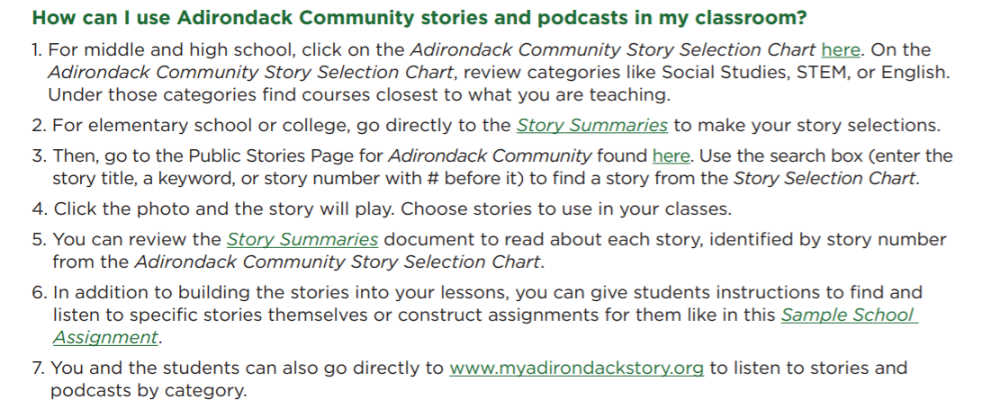 How can I use Adirondack Community stories and podcasts in my classroom?
1. For middle and high school, click on the Adirondack Community Story Selection Chart here. On the
Adirondack Community Story Selection Chart, review categories like Social Studies, STEM, or English.
Under those categories find courses closest to what you are teaching.
2. For elementary school or college, go directly to the Story Summaries to make your story selections.
3. Then, go to the Public Stories Page for Adirondack Community found here. Use the search box (enter the
story title, a keyword, or story number with # before it) to find a story from the Story Selection Chart.
4. Click the photo and the story will play. Choose stories to use in your classes.
5. You can review the Story Summaries document to read about each story, identified by story number
from the Adirondack Community Story Selection Chart.
6. In addition to building the stories into your lessons, you can give students instructions to find and
listen to specific stories themselves or construct assignments for them like in this Sample School
Assignment.
7. You and the students can also go directly to www.myadirondackstory.org to listen to stories and
podcasts by category.